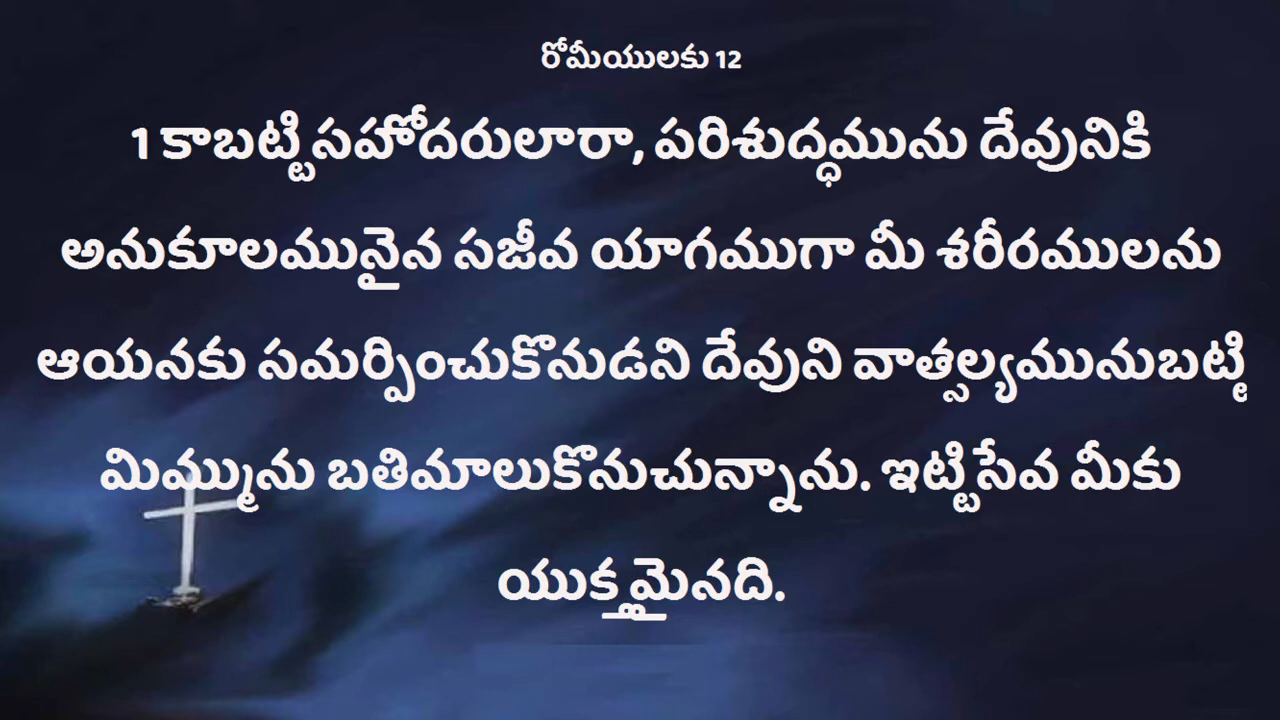 రోమీయులకు 12
1 కాబట్టి సహోదరులారా, పరిశుద్ధమును దేవునికి
అనుకూలమునైన సజీవ యాగముగా మీ శరీరములను
ఆయనకు సమర్పించుకొనుడని దేవుని వాత్సల్యమునుబట్టి
మిమ్మును బతిమాలుకొనుచున్నాను. ఇట్టిసేవ మీకు
యుక్తమైనది.